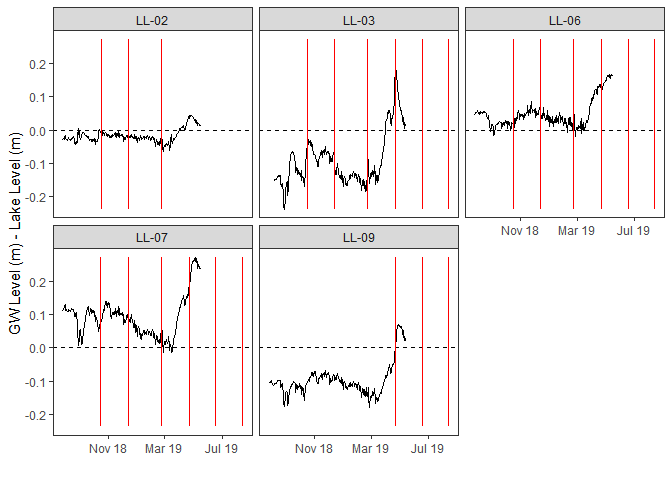 LL-02 LL-03 LL-06
0.2
0.1
0.0
-0.1
-0.2
Nov 18 Mar 19 Jul 19
LL-07 LL-09
0.2
0.1
0.0
-0.1
-0.2
Nov 18 Mar 19 Jul 19 Nov 18 Mar 19 Jul 19
GW Level (m) - Lake Level (m)